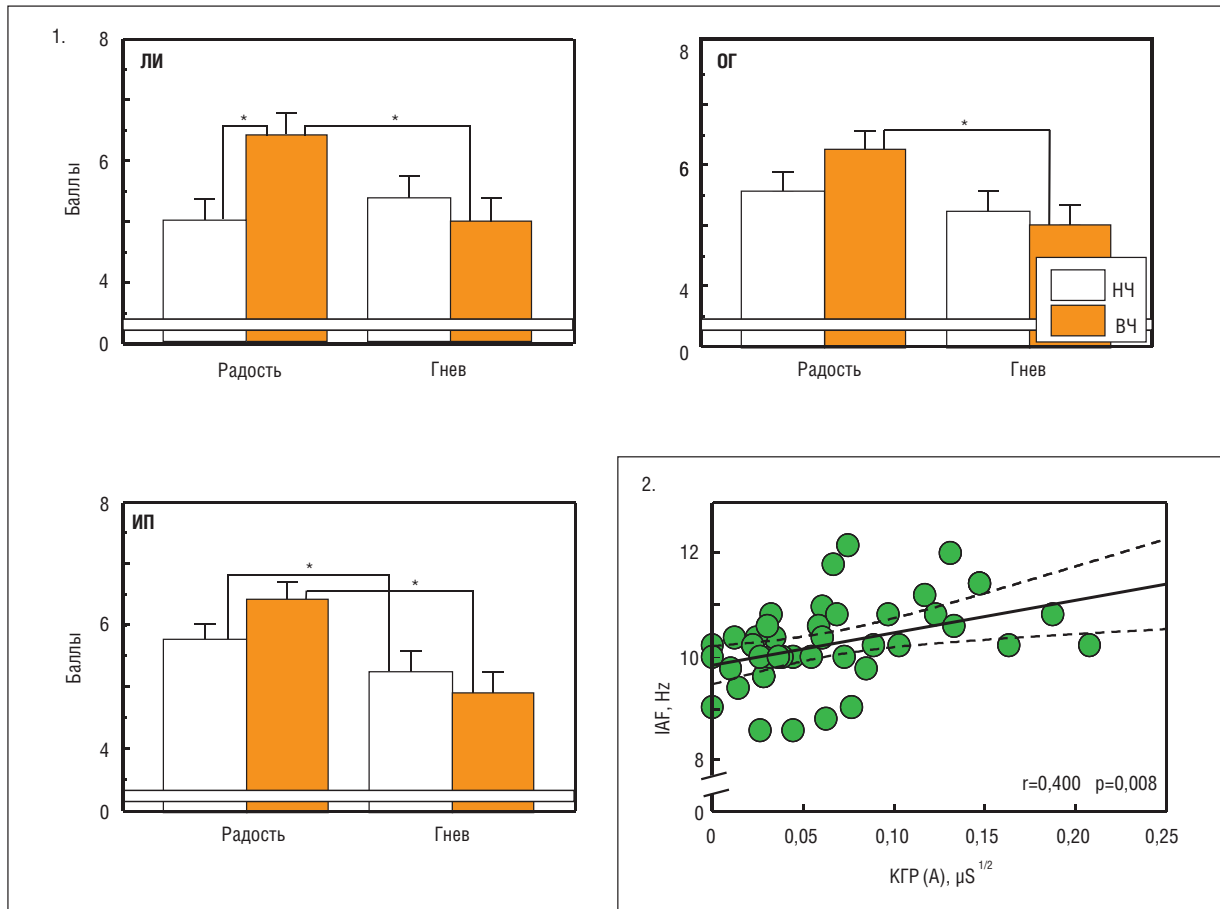 1.
8
6
4
0
Баллы
ЛИ
*
*
Радость
Гнев
8
6
4
0
ОГ
*
НЧ
ВЧ
Радость
Гнев
8
6
4
0
Баллы
ИП
*
*
Радость
Гнев
2.
12
10
8
0
IAF, Hz
r=0,400 p=0,008
0 0,05 0,10 0,15 0,20 0,25
КГР (А), µS 1/2